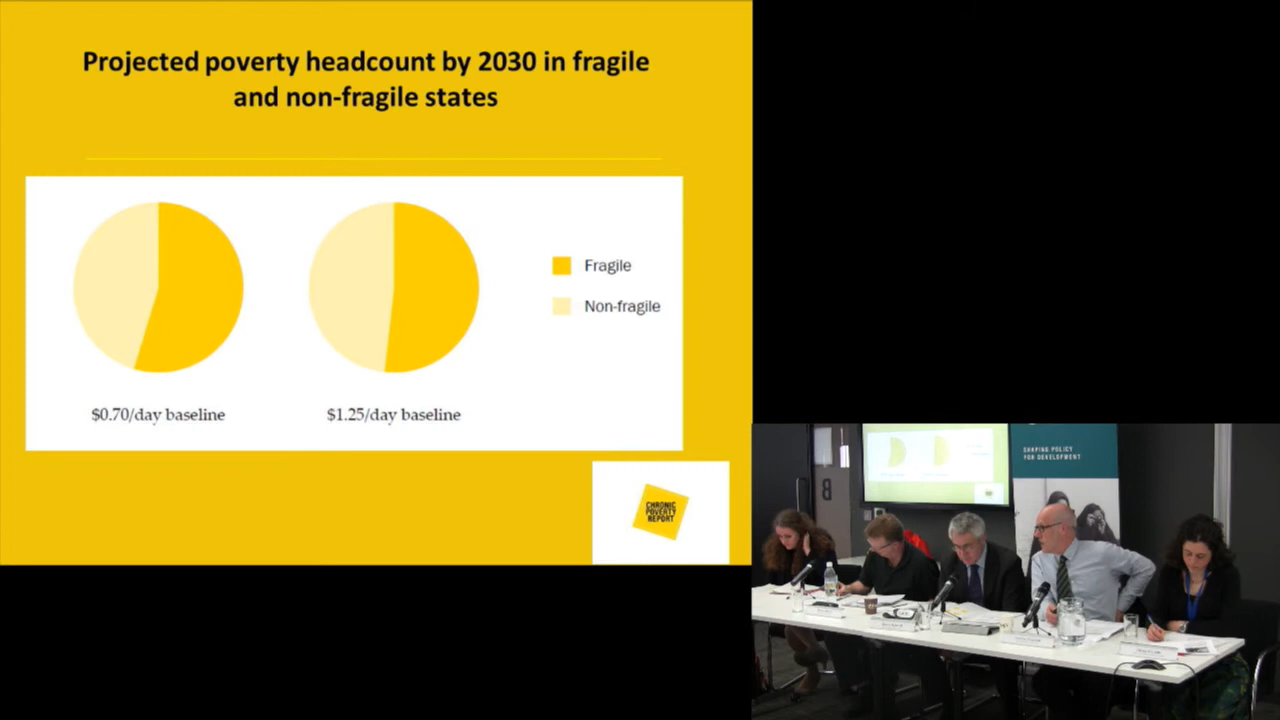 Projected poverty headcount by 2030 in fragile
and non-fragile states
Fragile
Non-fragile
$0.70/day baseline
$1.25/day baseline
CHRONIC
POVERTY
REPORT
SHAPING POLICY
FOR DEVELOPMENT
8